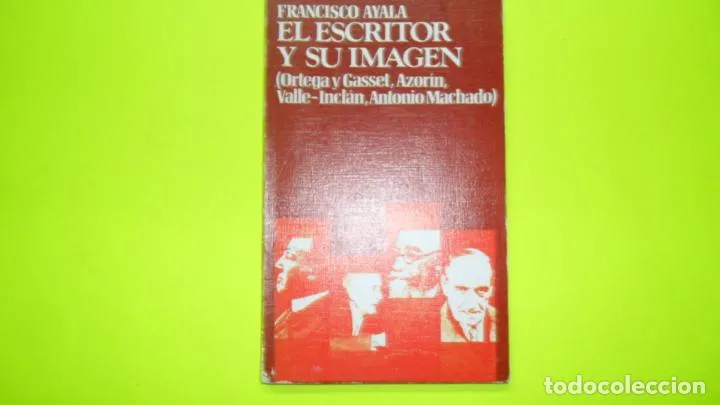 FRANCISCO AYALA
EL ESCRITOR
Y SU IMAGEN
(Ortega y Gasset, Azorín,
Valle-Inclán, Antonio Machado)
todocoleccion